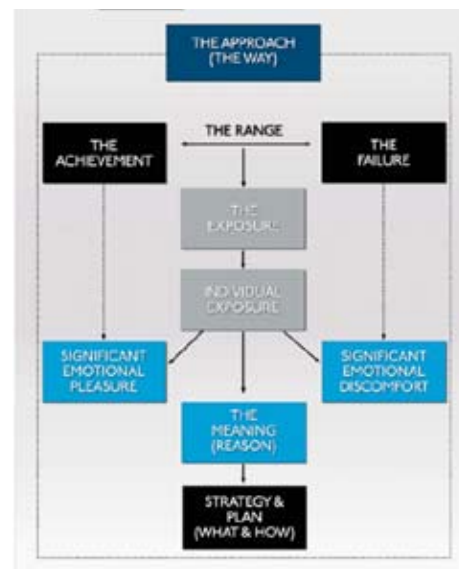 THE APPROACH
(THE WAY)
THE
ACHIEVEMENT
THE RANGE
THE
FAILURE
THE
EXPOSURE
INDIVIDUAL
EXPOSURE
SIGNIFICANT
EMOTIONAL
PLEASURE
SIGNIFICANT
EMOTIONAL
DISCOMFORT
THE
MEANING
(REASON)
STRATEGY &
PLAN
(WHAT & HOW)